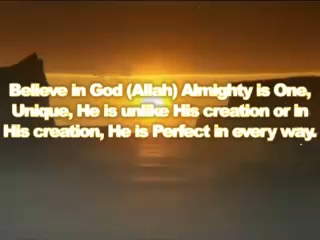 Believe in God (Allah) Almighty is One,
Unique, He is unlike His creation or in
His creation, He is Perfect in every way.